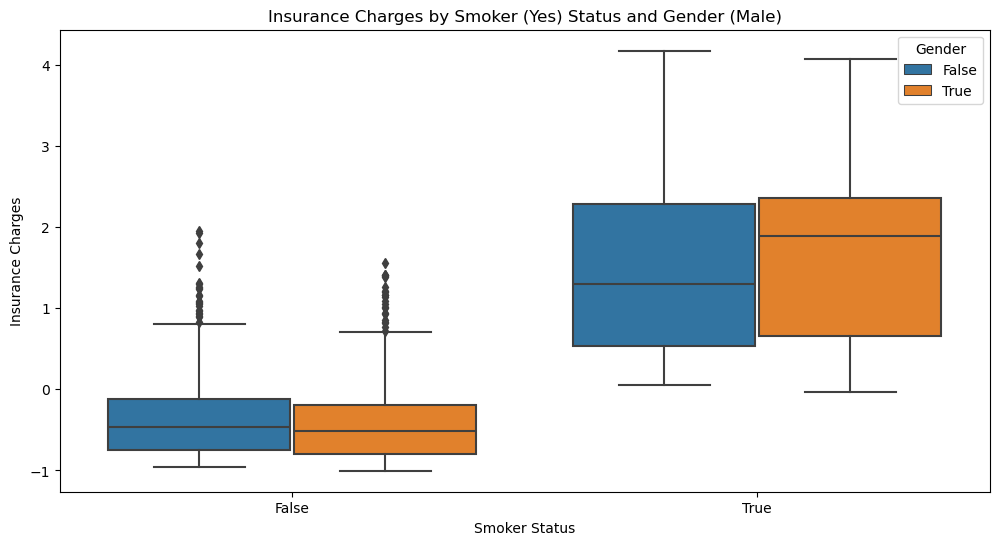 Insurance Charges by Smoker (Yes) Status and Gender (Male)
Gender
False
True
Insurance Charges
4
3
2
1
0
−1
False
True
Smoker Status